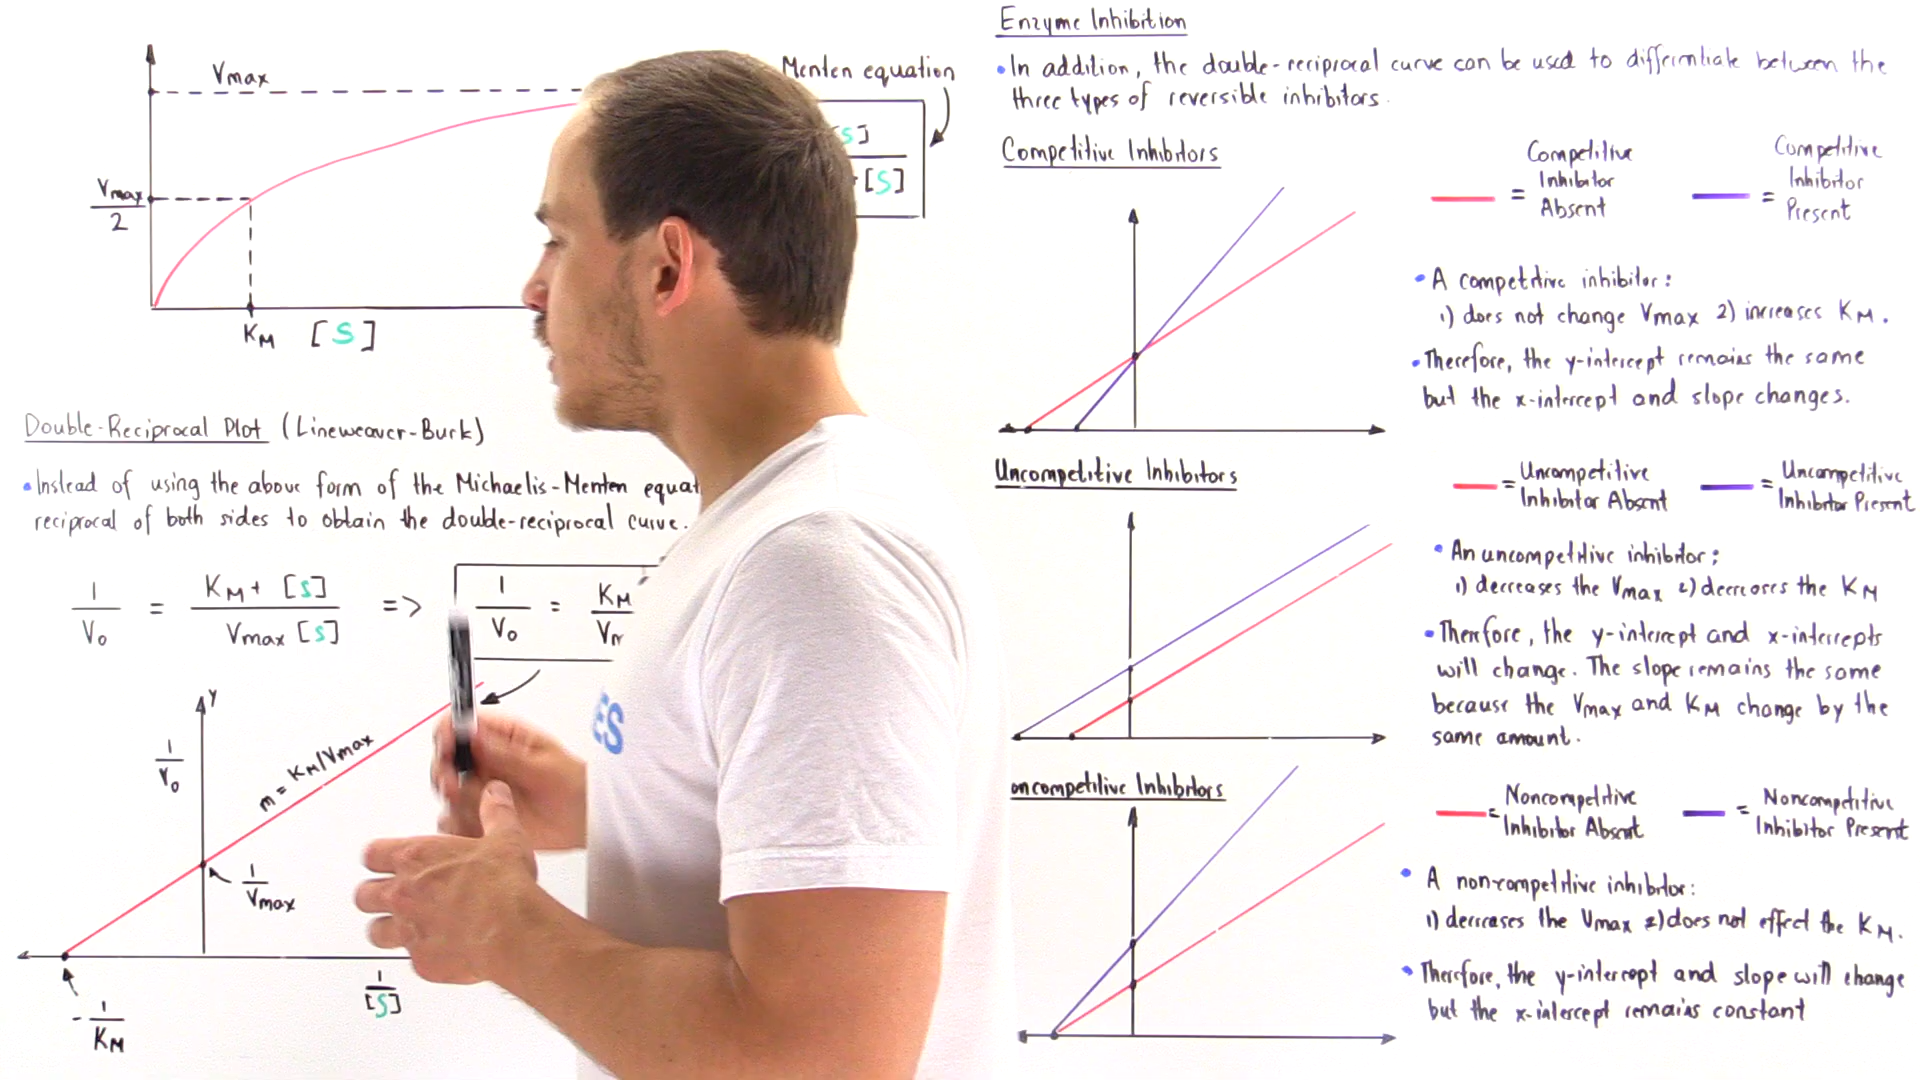 Vmax
Vmax
2
KM [S]
Menten equation
[S]
+[S]
Double-Reciprocal Plot (Lineweaver-Burk)
• Instead of using the above form of the Michaelis-Menten equat
reciprocal of both sides to obtain the double-reciprocal curve.
1/V0 = KM + [S] / Vmax [S] => 1/V0 = KM
Y
1/V0
m = KM/Vmax
1/Vmax
1/[S]
-1/KM
ES
Enzyme Inhibition
• In addition, the double-reciprocal curve can be used to differentiate between the
three types of reversible inhibitors.
Competitive Inhibitors
= Competitive
Inhibitor
Absent
= Competitive
Inhibitor
Present
• A competitive inhibitor:
1) does not change Vmax 2) increases KM.
• Therefore, the y-intercept remains the same
but the x-intercept and slope changes.
Uncompetitive Inhibitors
= Uncompetitive
Inhibitor Absent
= Uncompetitive
Inhibitor Present
• An uncompetitive inhibitor:
1) decreases the Vmax 2) decreases the KM
• Therefore, the y-intercept and x-intercepts
will change. The slope remains the same
because the Vmax and KM change by the
same amount.
oncompetitive Inhibitors
= Noncompetitive
Inhibitor Absent
= Noncompetitive
Inhibitor Present
• A noncompetitive inhibitor:
1) decreases the Vmax 2) does not effect the KM.
• Therefore, the y-intercept and slope will change
but the x-intercept remains constant